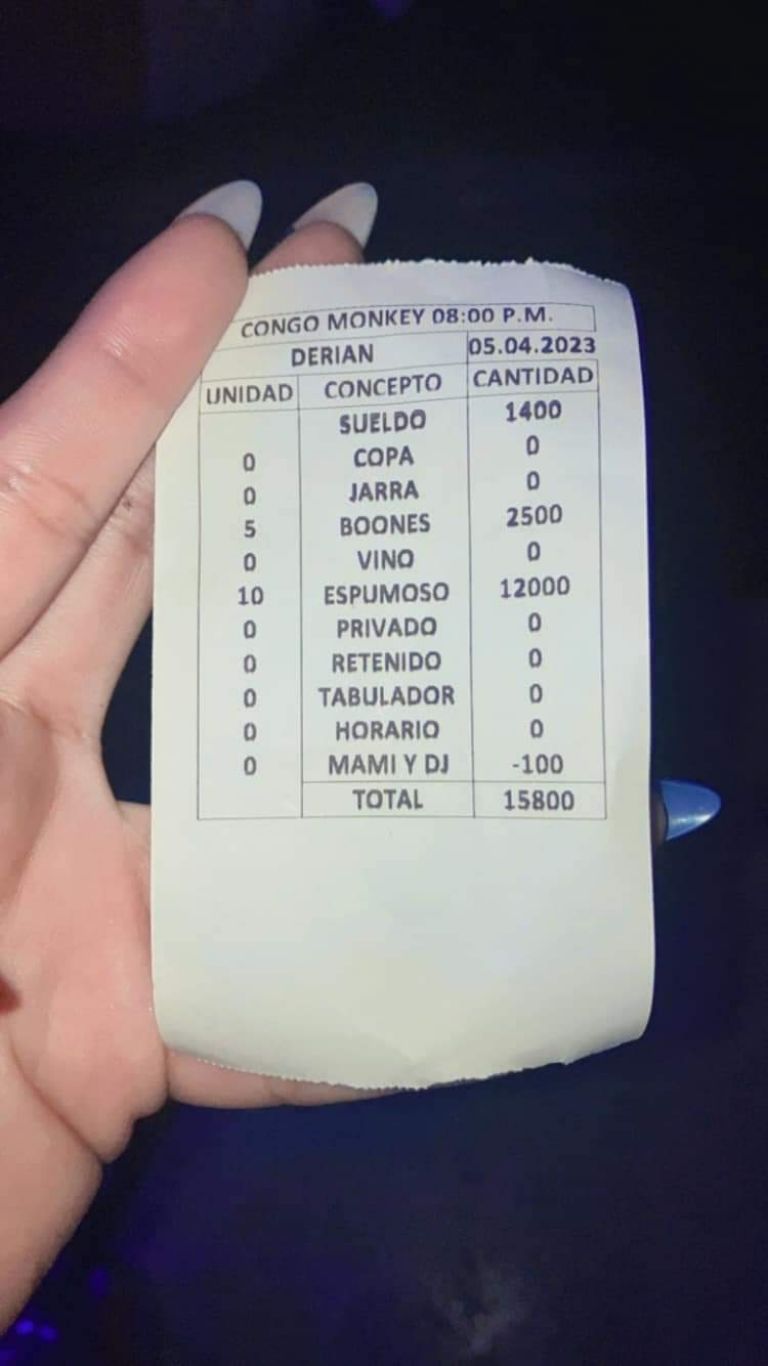 CONGO MONKEY 08:00 P.M.
DERIAN 05.04.2023
UNIDAD CONCEPTO CANTIDAD
SUELDO 1400
0 COPA 0
0 JARRA 0
5 BOONES 2500
0 VINO 0
10 ESPUMOSO 12000
0 PRIVADO 0
0 RETENIDO 0
0 TABULADOR 0
0 HORARIO 0
0 MAMI Y DJ -100
TOTAL 15800